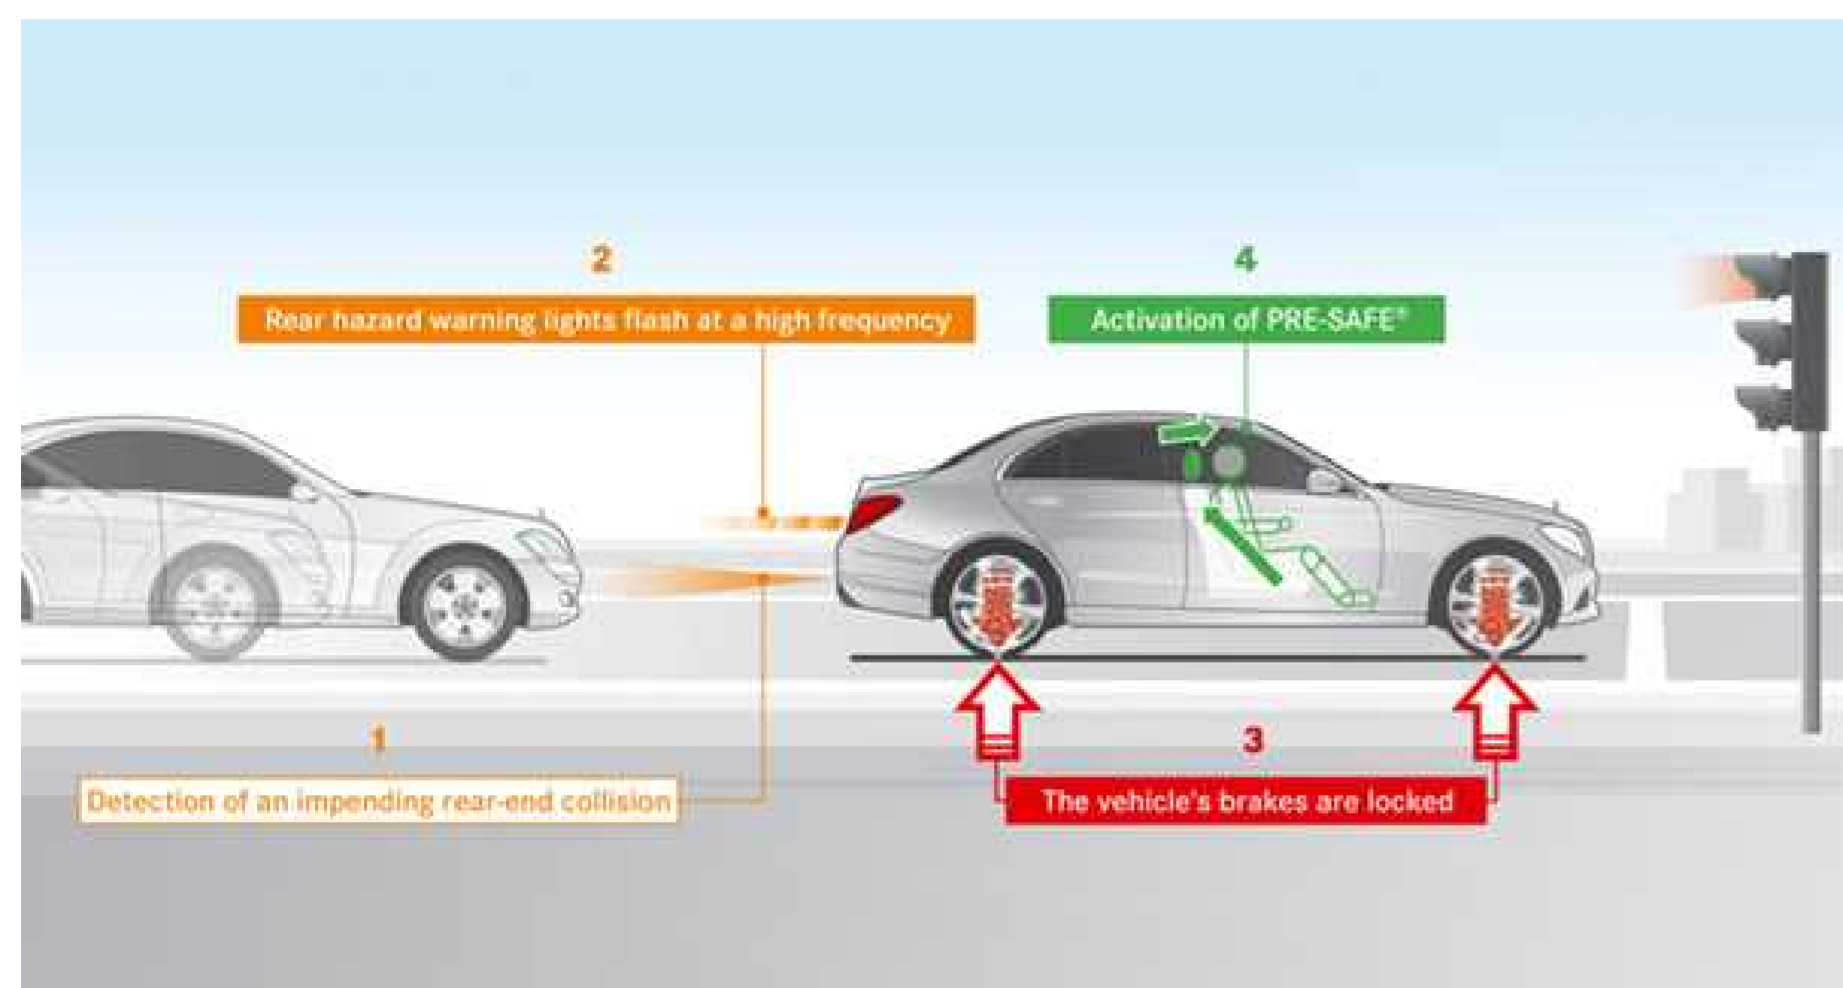 2
Rear hazard warning lights flash at a high frequency
4
Activation of PRE-SAFE®
1
Detection of an impending rear-end collision
3
The vehicle's brakes are locked